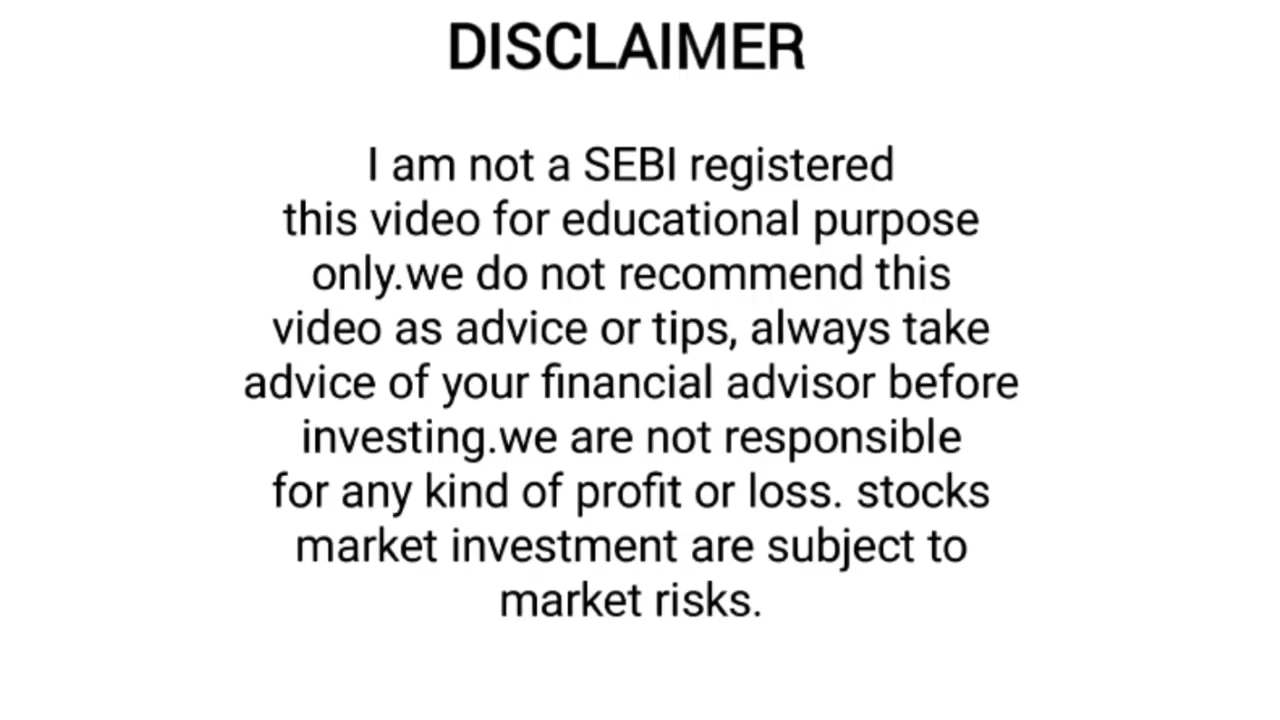 DISCLAIMER
I am not a SEBI registered
this video for educational purpose
only.we do not recommend this
video as advice or tips, always take
advice of your financial advisor before
investing.we are not responsible
for any kind of profit or loss. stocks
market investment are subject to
market risks.